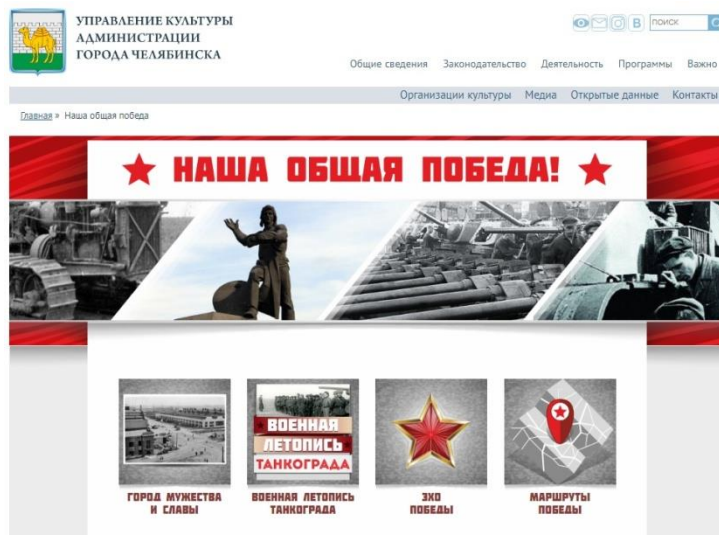 УПРАВЛЕНИЕ КУЛЬТУРЫ
АДМИНИСТРАЦИИ
ГОРОДА ЧЕЛЯБИНСКА
В
поиск
Общие сведения Законодательство Деятельность Программы Важно
Организации культуры Медиа Открытые данные Контакты
Главная » Наша общая победа
НАША ОБЩАЯ ПОБЕДА!
ВОЕННАЯ
ЛЕТОПИСЬ
ТАНКОГРАДА
ГОРОД МУЖЕСТВА
И СЛАВЫ
ВОЕННАЯ ЛЕТОПИСЬ
ТАНКОГРАДА
ЭХО
ПОБЕДЫ
МАРШРУТЫ
ПОБЕДЫ